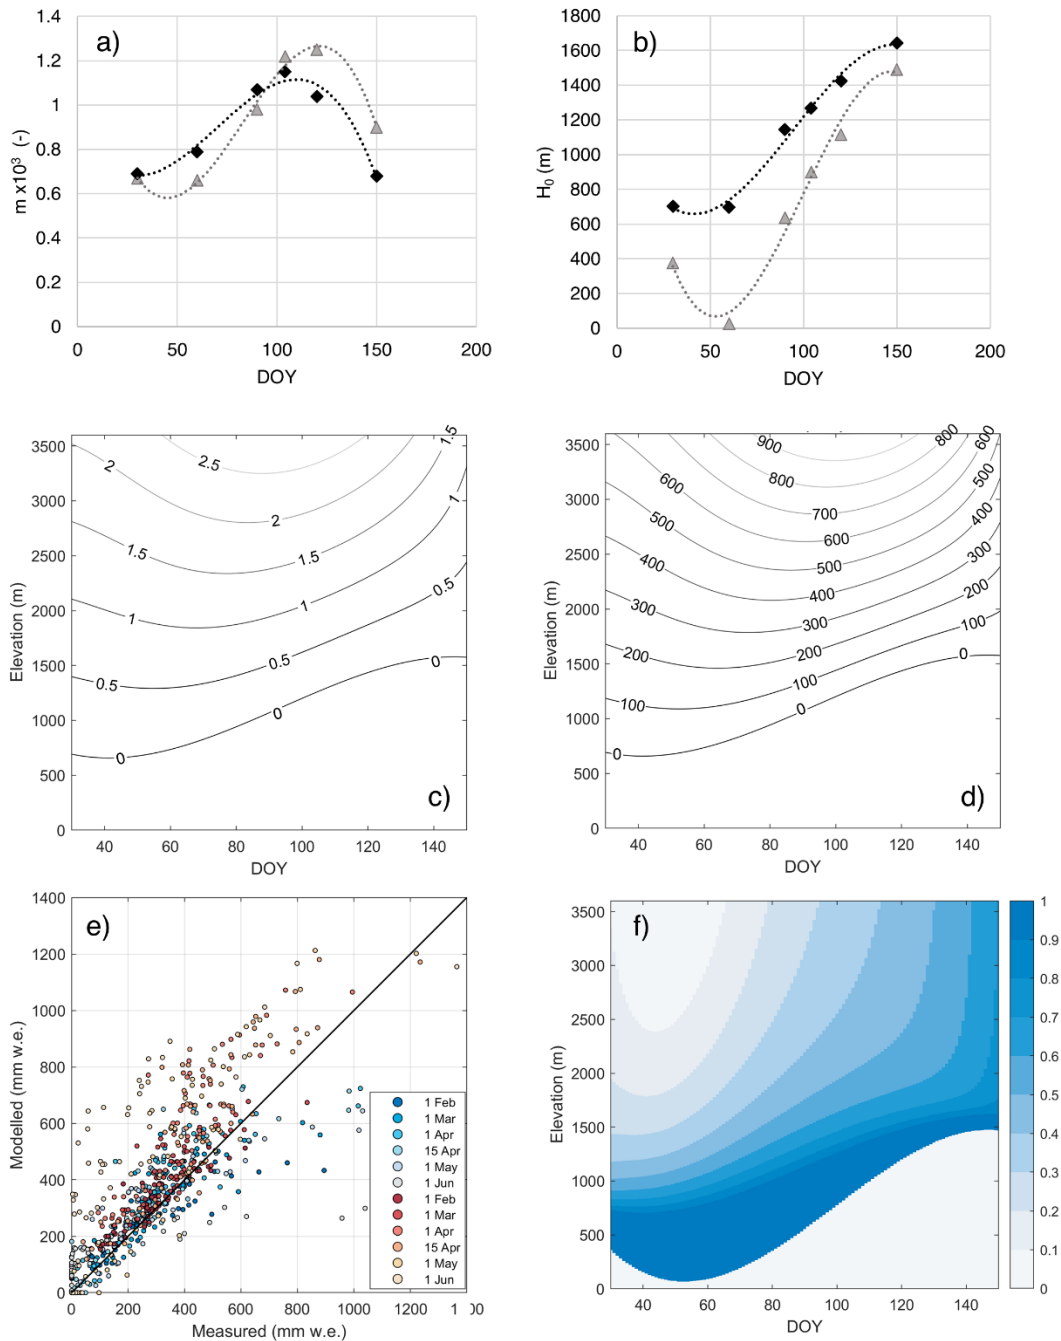 a)
1.4
1.2
1
0.8
0.6
0.4
0.2
0
m x10³ (-)
0 50 100 150 200
DOY
b)
1800
1600
1400
1200
1000
800
600
400
200
0
H₀ (m)
0 50 100 150 200
DOY
c)
3500
3000
2500
2000
1500
1000
500
0
Elevation (m)
2 2.5 1.5
2 1
1.5 1.5
1 1 0.5
0.5 0.5 0
0 0
40 60 80 100 120 140
DOY
d)
3500
3000
2500
2000
1500
1000
500
0
Elevation (m)
900 800 600
600 800 500
500 700 400
400 600 300
300 500 200
200 400 100
100 300 0
0 200
100
0
40 60 80 100 120 140
DOY
e)
1400
1200
1000
800
600
400
200
0
Modelled (mm w.e.)
1 Feb
1 Mar
1 Apr
15 Apr
1 May
1 Jun
1 Feb
1 Mar
1 Apr
15 Apr
1 May
1 Jun
0 200 400 600 800 1000 1200
Measured (mm w.e.)
f)
3500
3000
2500
2000
1500
1000
500
0
Elevation (m)
40 60 80 100 120 140
DOY
1
0.9
0.8
0.7
0.6
0.5
0.4
0.3
0.2
0.1
0